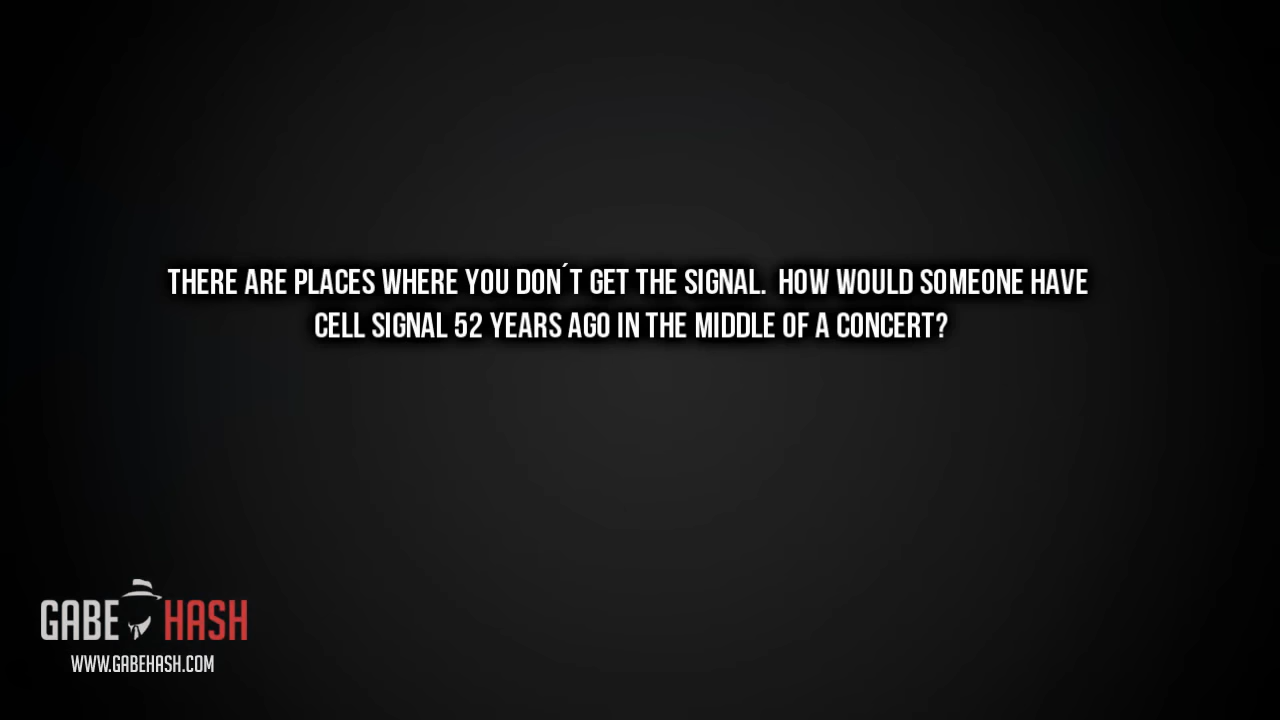 THERE ARE PLACES WHERE YOU DON´T GET THE SIGNAL. HOW WOULD SOMEONE HAVE
CELL SIGNAL 52 YEARS AGO IN THE MIDDLE OF A CONCERT?
GABE HASH
WWW.GABEHASH.COM